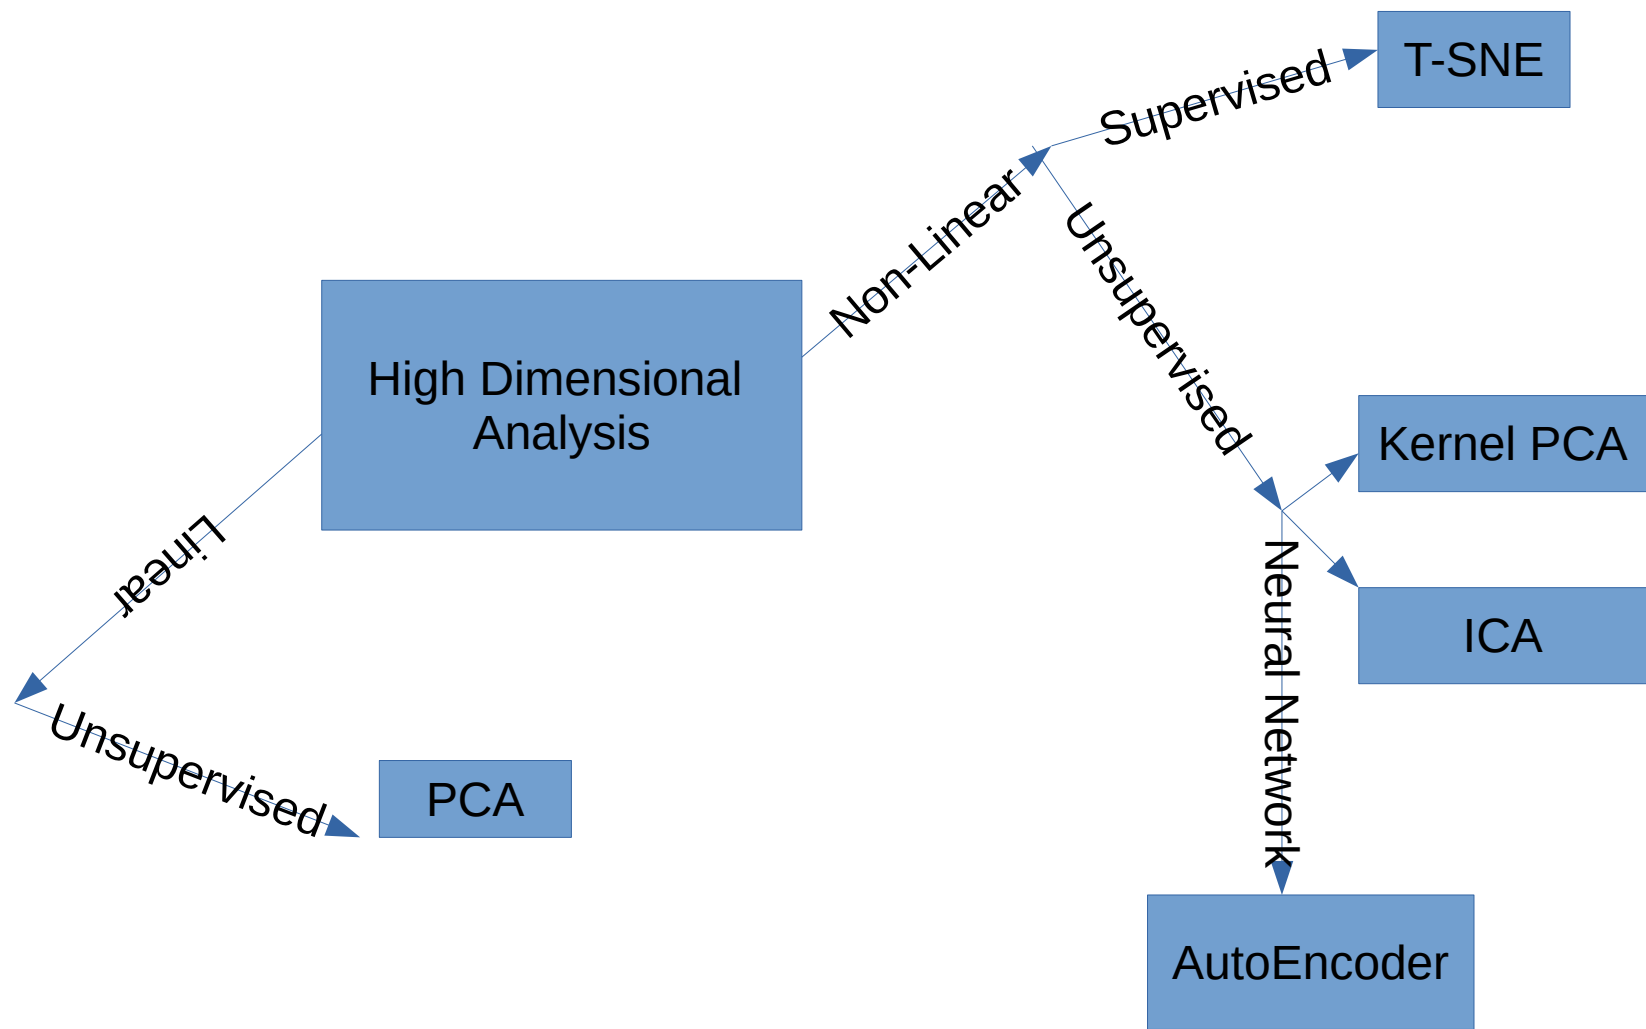 T-SNE
Supervised
Non-Linear
Unsupervised
High Dimensional
Analysis
Kernel PCA
Linear
ICA
Neural Network
Unsupervised
PCA
AutoEncoder